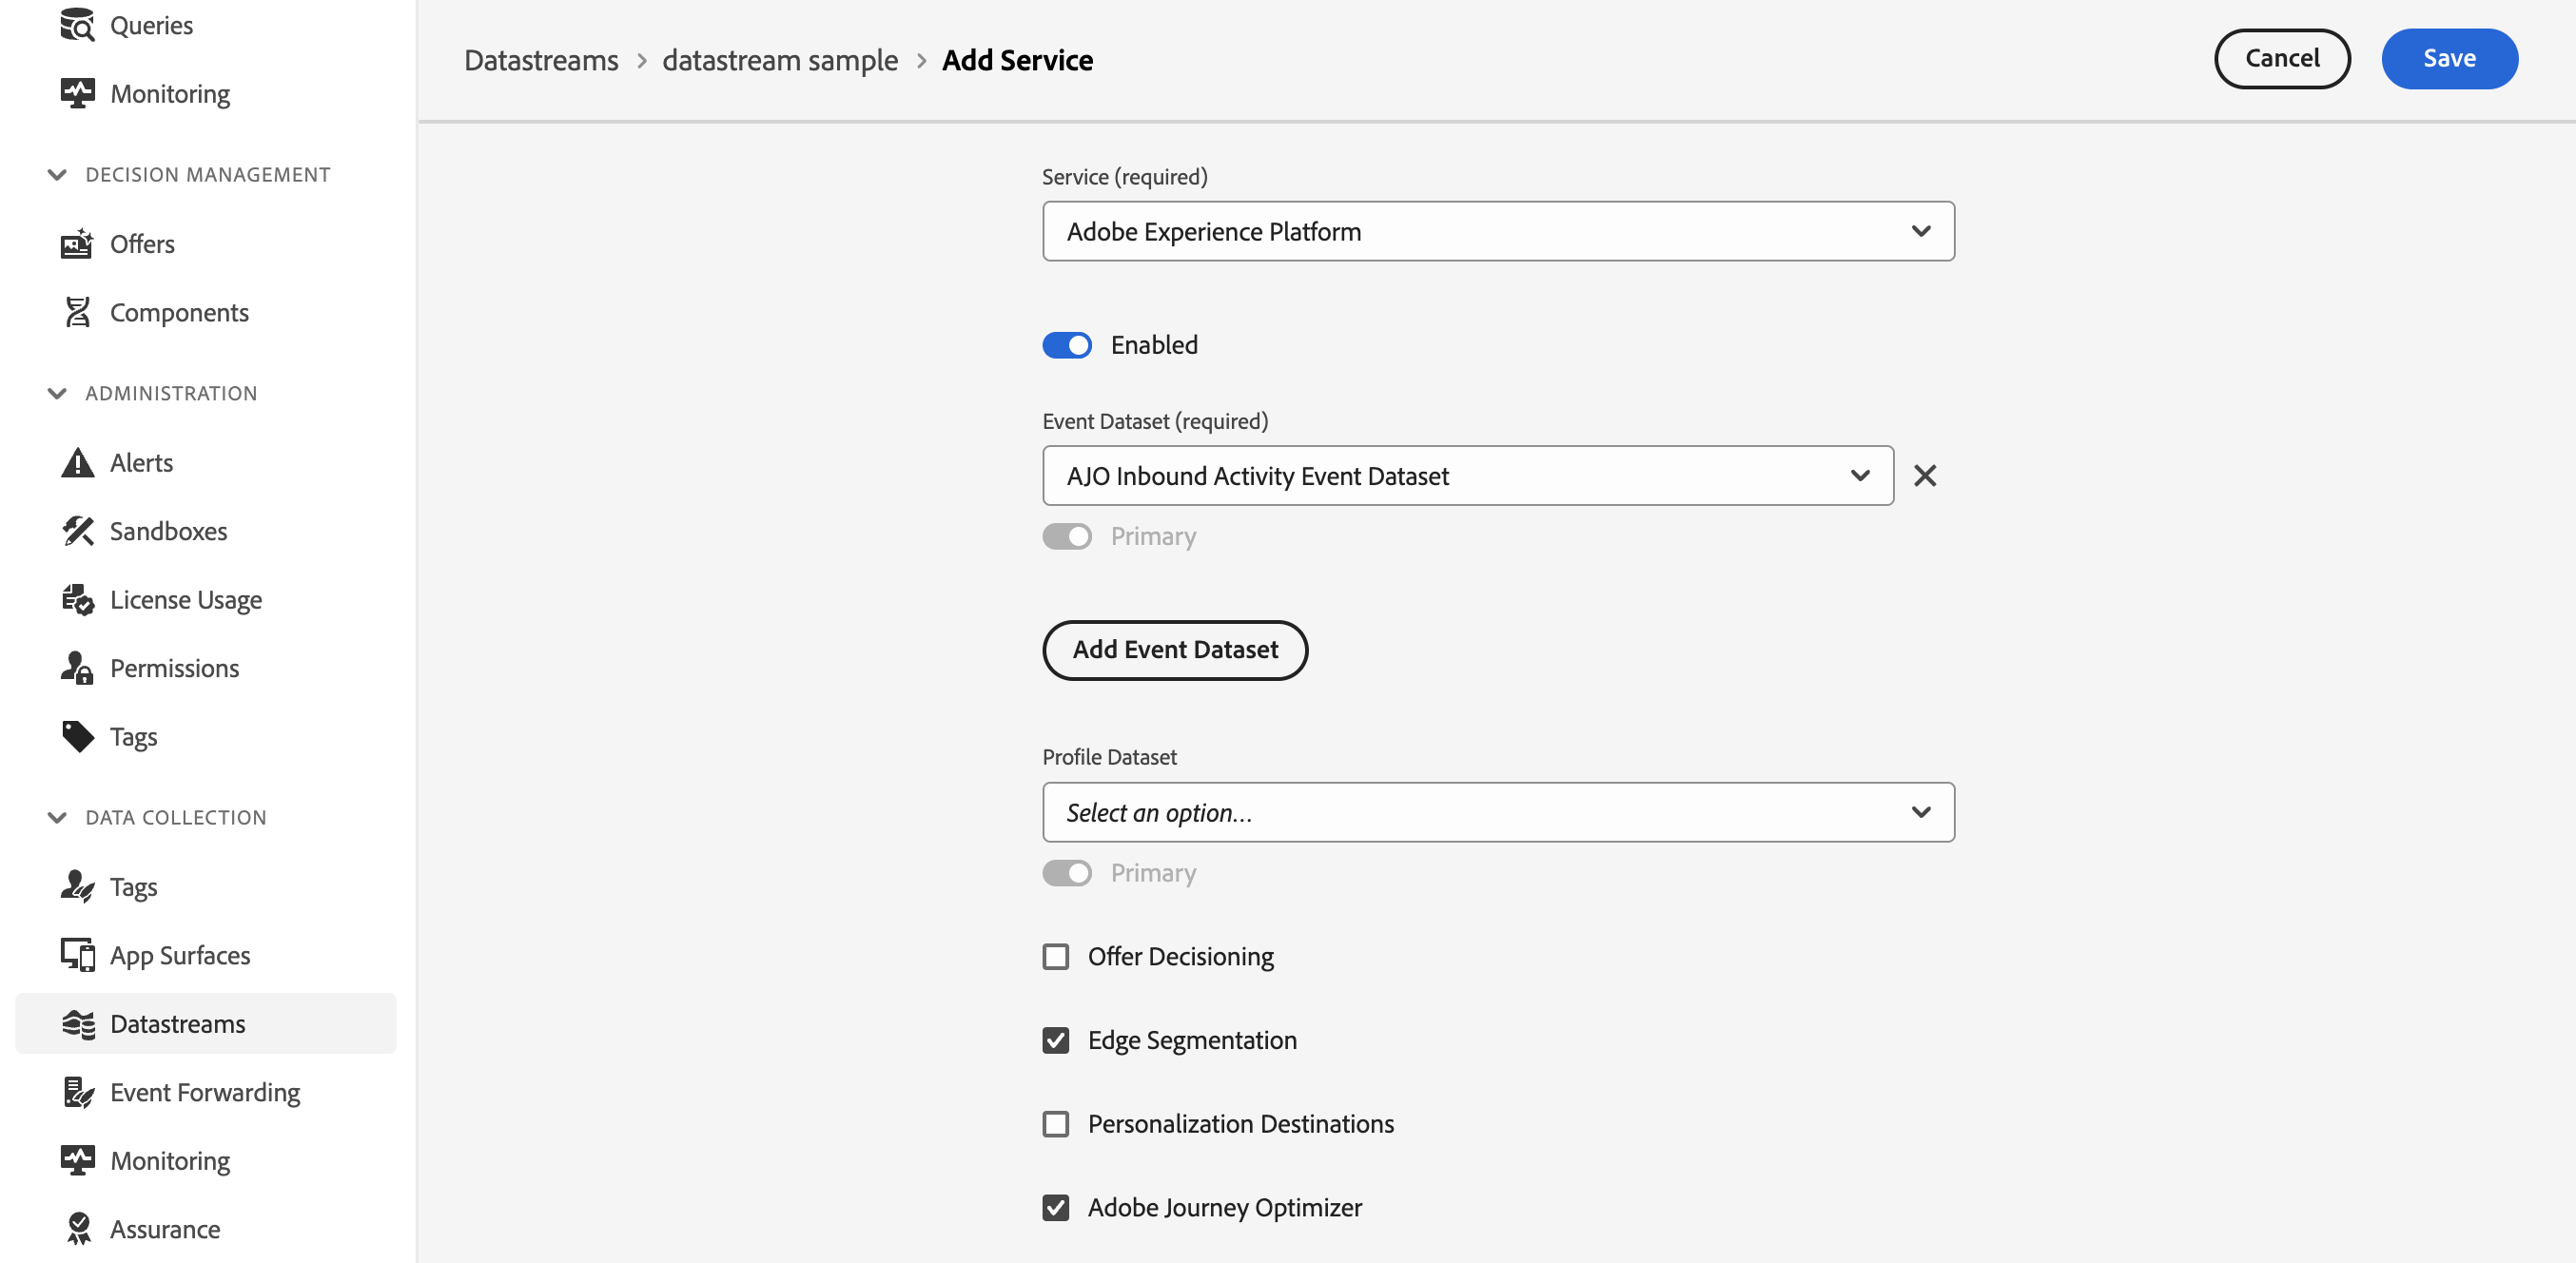 Queries
Monitoring
DECISION MANAGEMENT
Offers
Components
ADMINISTRATION
Alerts
Sandboxes
License Usage
Permissions
Tags
DATA COLLECTION
Tags
App Surfaces
Datastreams
Event Forwarding
Monitoring
Assurance
Datastreams > datastream sample > Add Service
Cancel
Save
Service (required)
Adobe Experience Platform
Enabled
Event Dataset (required)
AJO Inbound Activity Event Dataset
Primary
Add Event Dataset
Profile Dataset
Select an option...
Primary
Offer Decisioning
Edge Segmentation
Personalization Destinations
Adobe Journey Optimizer